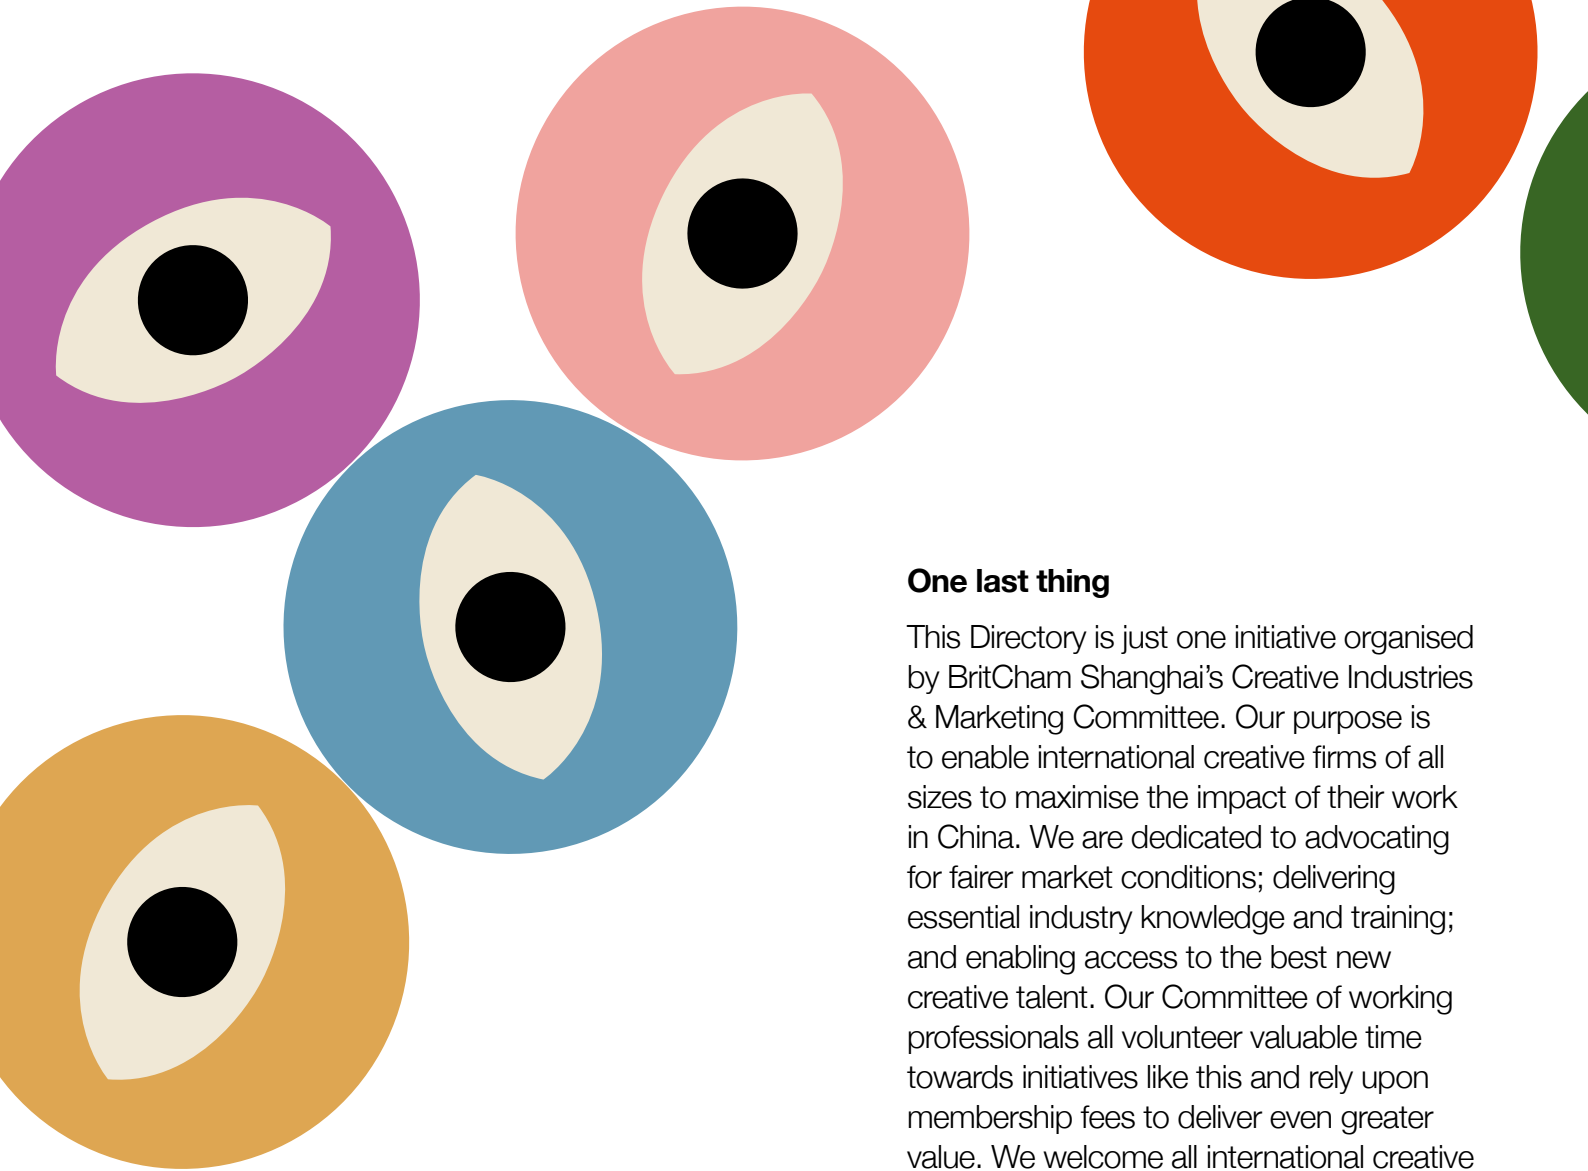 One last thing
This Directory is just one initiative organised
by BritCham Shanghai’s Creative Industries
& Marketing Committee. Our purpose is
to enable international creative firms of all
sizes to maximise the impact of their work
in China. We are dedicated to advocating
for fairer market conditions; delivering
essential industry knowledge and training;
and enabling access to the best new
creative talent. Our Committee of working
professionals all volunteer valuable time
towards initiatives like this and rely upon
membership fees to deliver even greater
value. We welcome all international creative